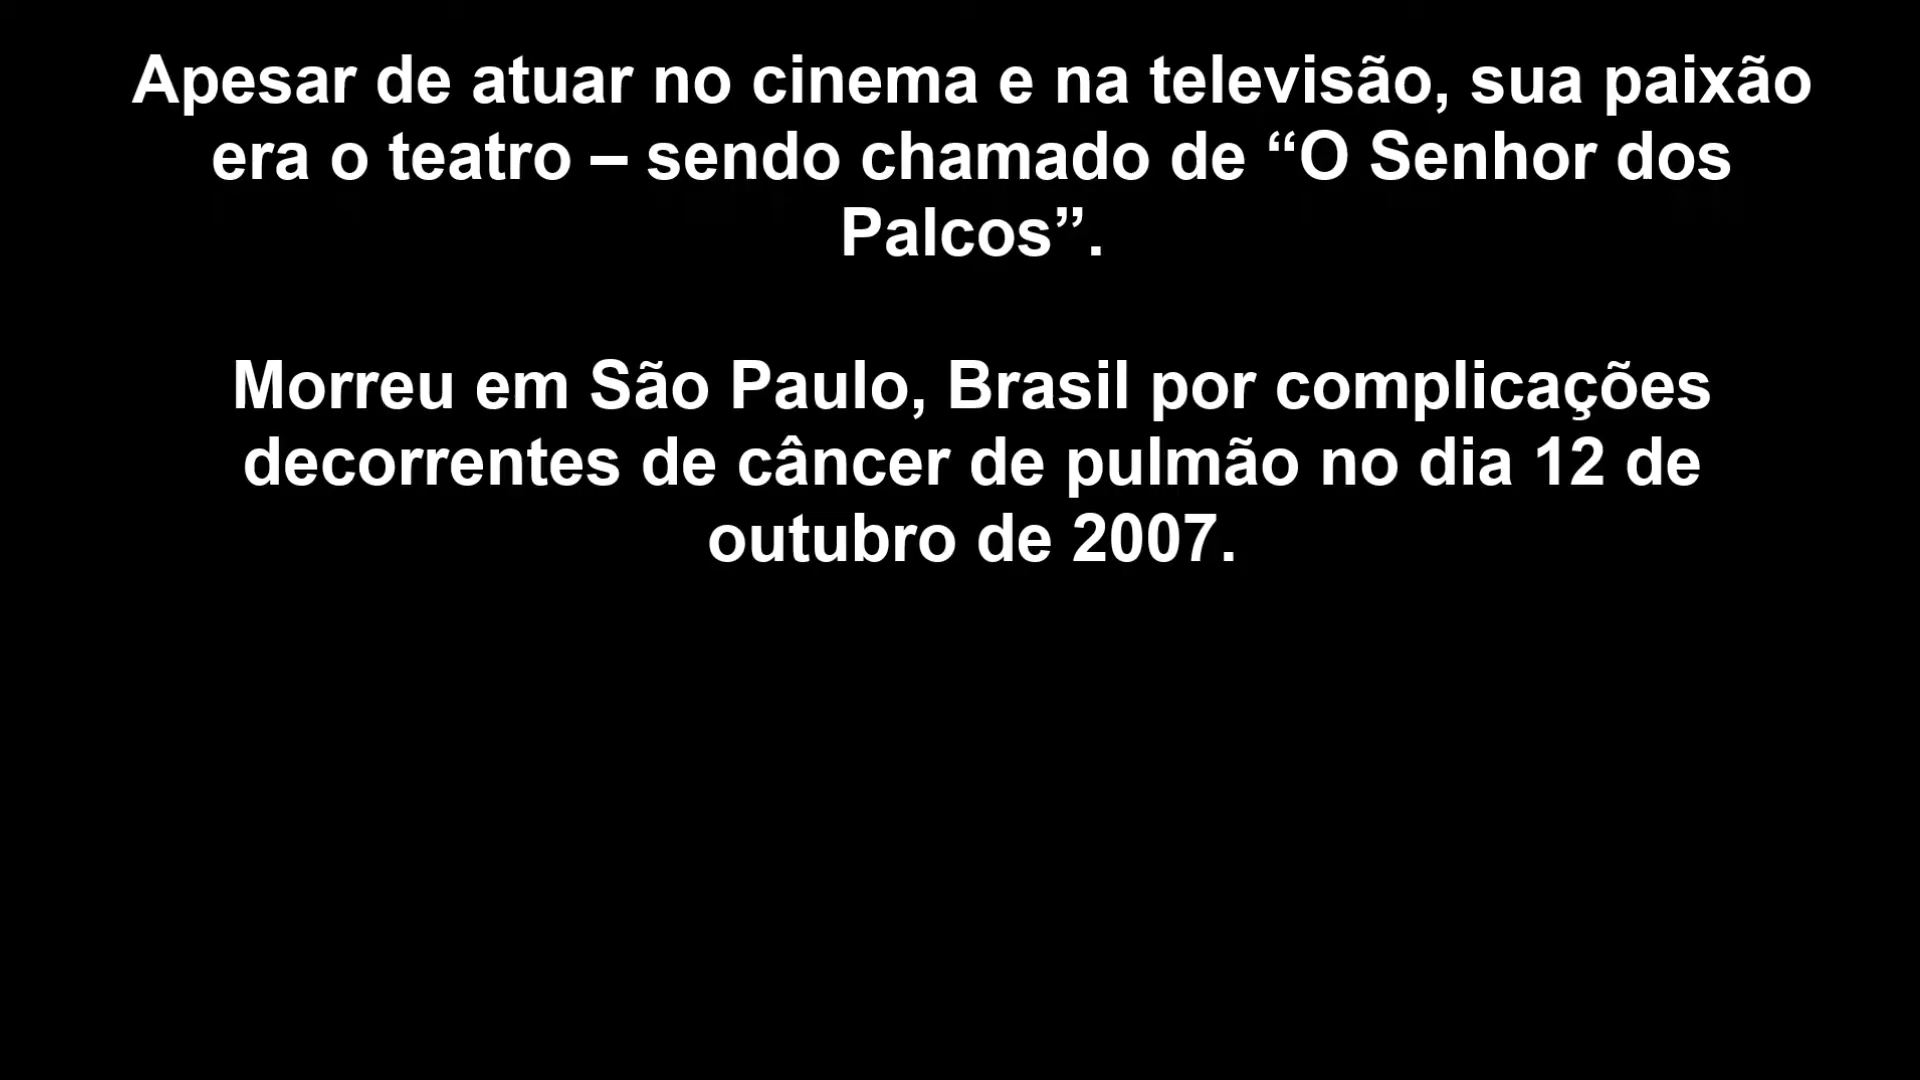 Apesar de atuar no cinema e na televisão, sua paixão
era o teatro – sendo chamado de “O Senhor dos
Palcos”.
Morreu em São Paulo, Brasil por complicações
decorrentes de câncer de pulmão no dia 12 de
outubro de 2007.